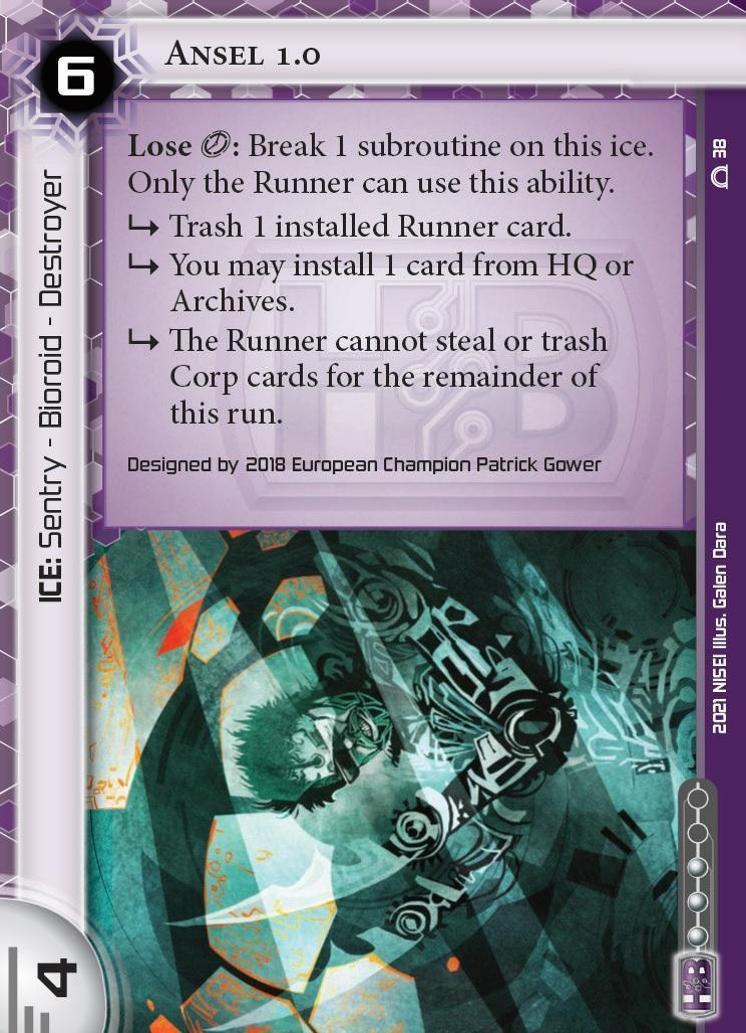 6
Ansel 1.0
Lose : Break 1 subroutine on this ice.
Only the Runner can use this ability.
↳ Trash 1 installed Runner card.
↳ You may install 1 card from HQ or
Archives.
↳ The Runner cannot steal or trash
Corp cards for the remainder of
this run.
Designed by 2018 European Champion Patrick Gower
ICE: Sentry - Bioroid - Destroyer
4
38
2021 NISEI Illus. Galen Dara
HB